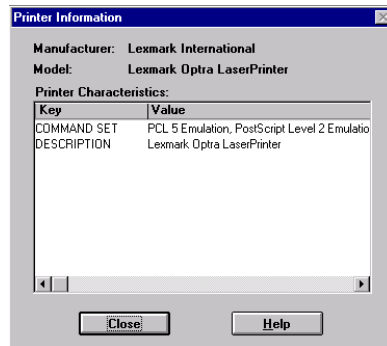 Printer Information
Manufacturer: Lexmark International
Model: Lexmark Optra LaserPrinter
Printer Characteristics:
Key Value
COMMAND SET PCL 5 Emulation, PostScript Level 2 Emulatio
DESCRIPTION Lexmark Optra LaserPrinter
Close Help